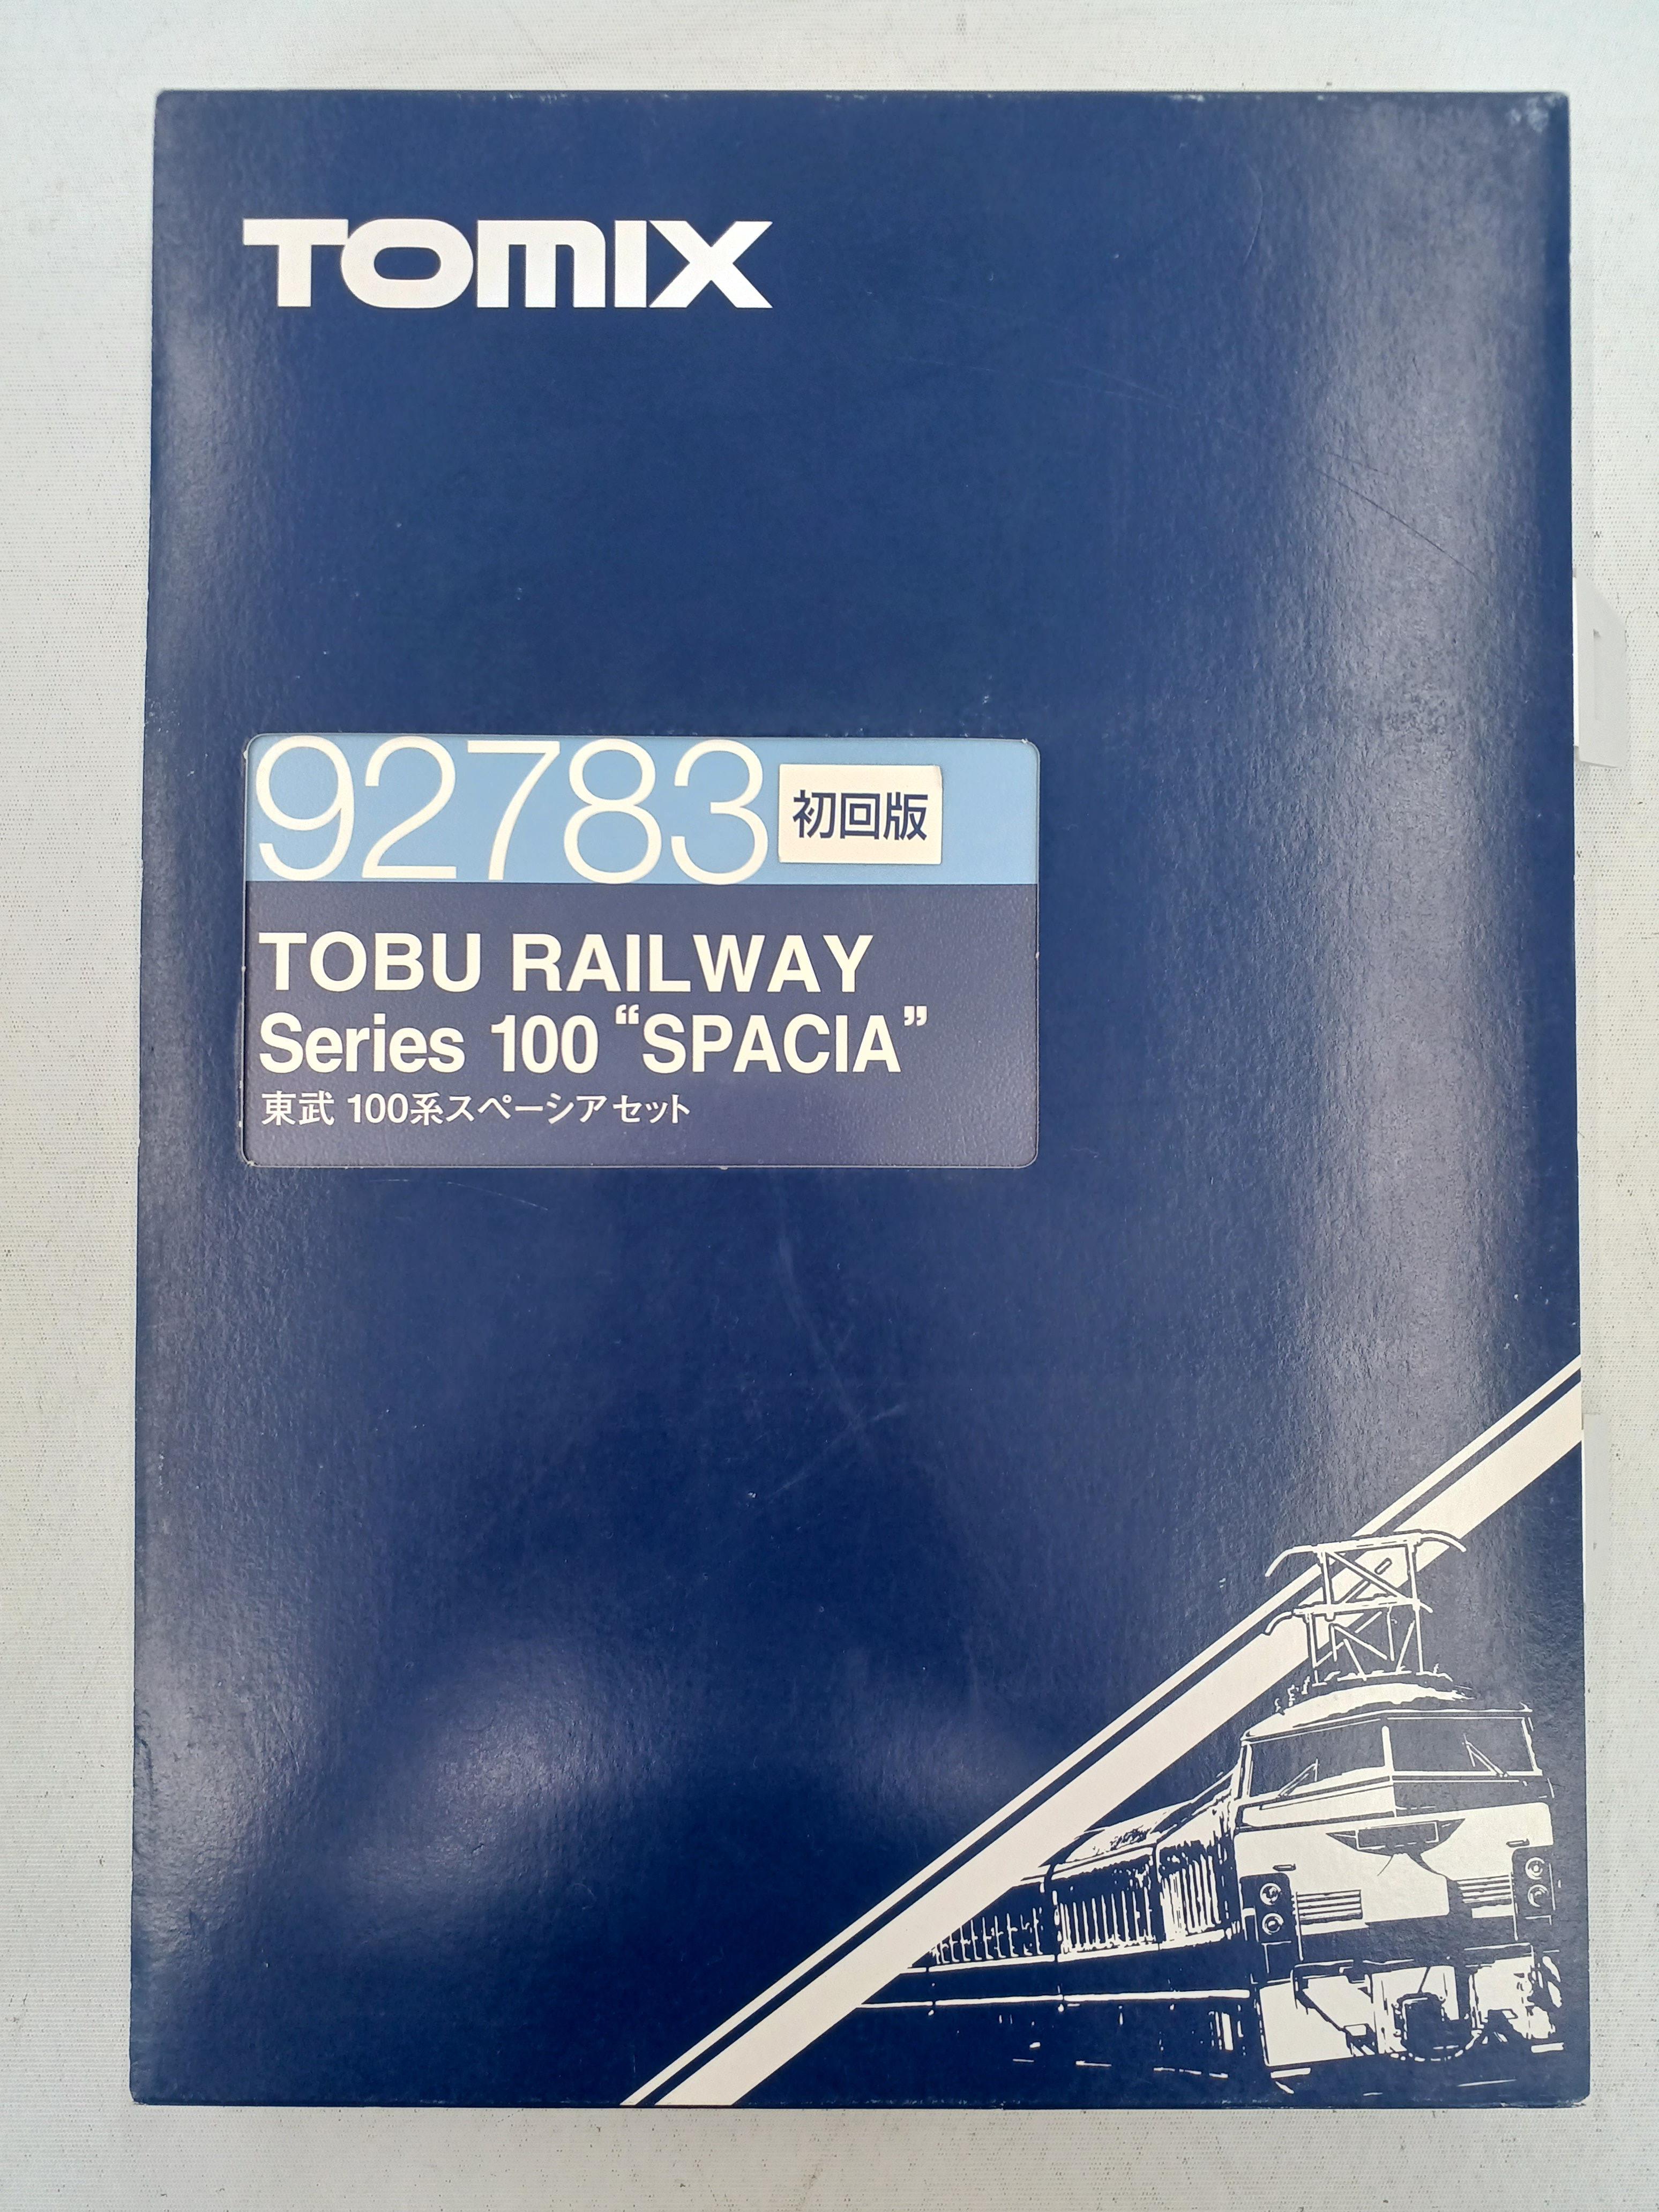 TOMIX
92783 初回版
TOBU RAILWAY
Series 100 “SPACIA”
東武 100系スペーシアセット